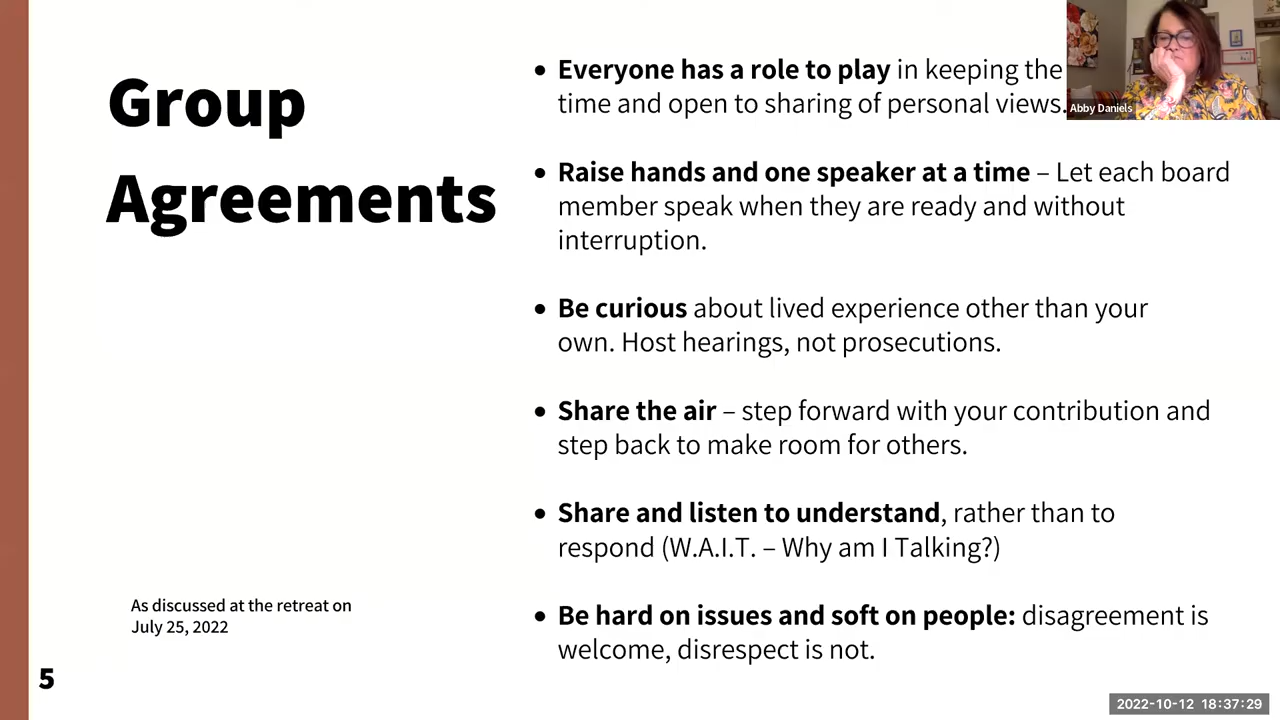 Group
Agreements
• Everyone has a role to play in keeping the
time and open to sharing of personal views.
• Raise hands and one speaker at a time – Let each board
member speak when they are ready and without
interruption.
• Be curious about lived experience other than your
own. Host hearings, not prosecutions.
• Share the air – step forward with your contribution and
step back to make room for others.
• Share and listen to understand, rather than to
respond (W.A.I.T. – Why am I Talking?)
• Be hard on issues and soft on people: disagreement is
welcome, disrespect is not.
As discussed at the retreat on
July 25, 2022
5
Abby Daniels
2022-10-12 18:37:29